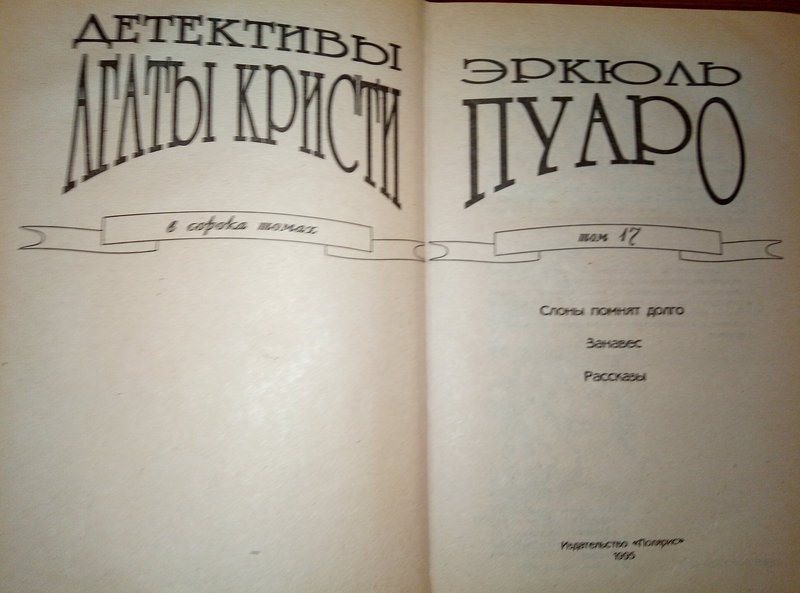 ДЕТЕКТИВЫ
АГАТЫ КРИСТИ
в сорока томах
ЭРКЮЛЬ
ПУАРО
том 17
Слоны помнят долго
Занавес
Рассказы
Издательство «Полярис»
1995